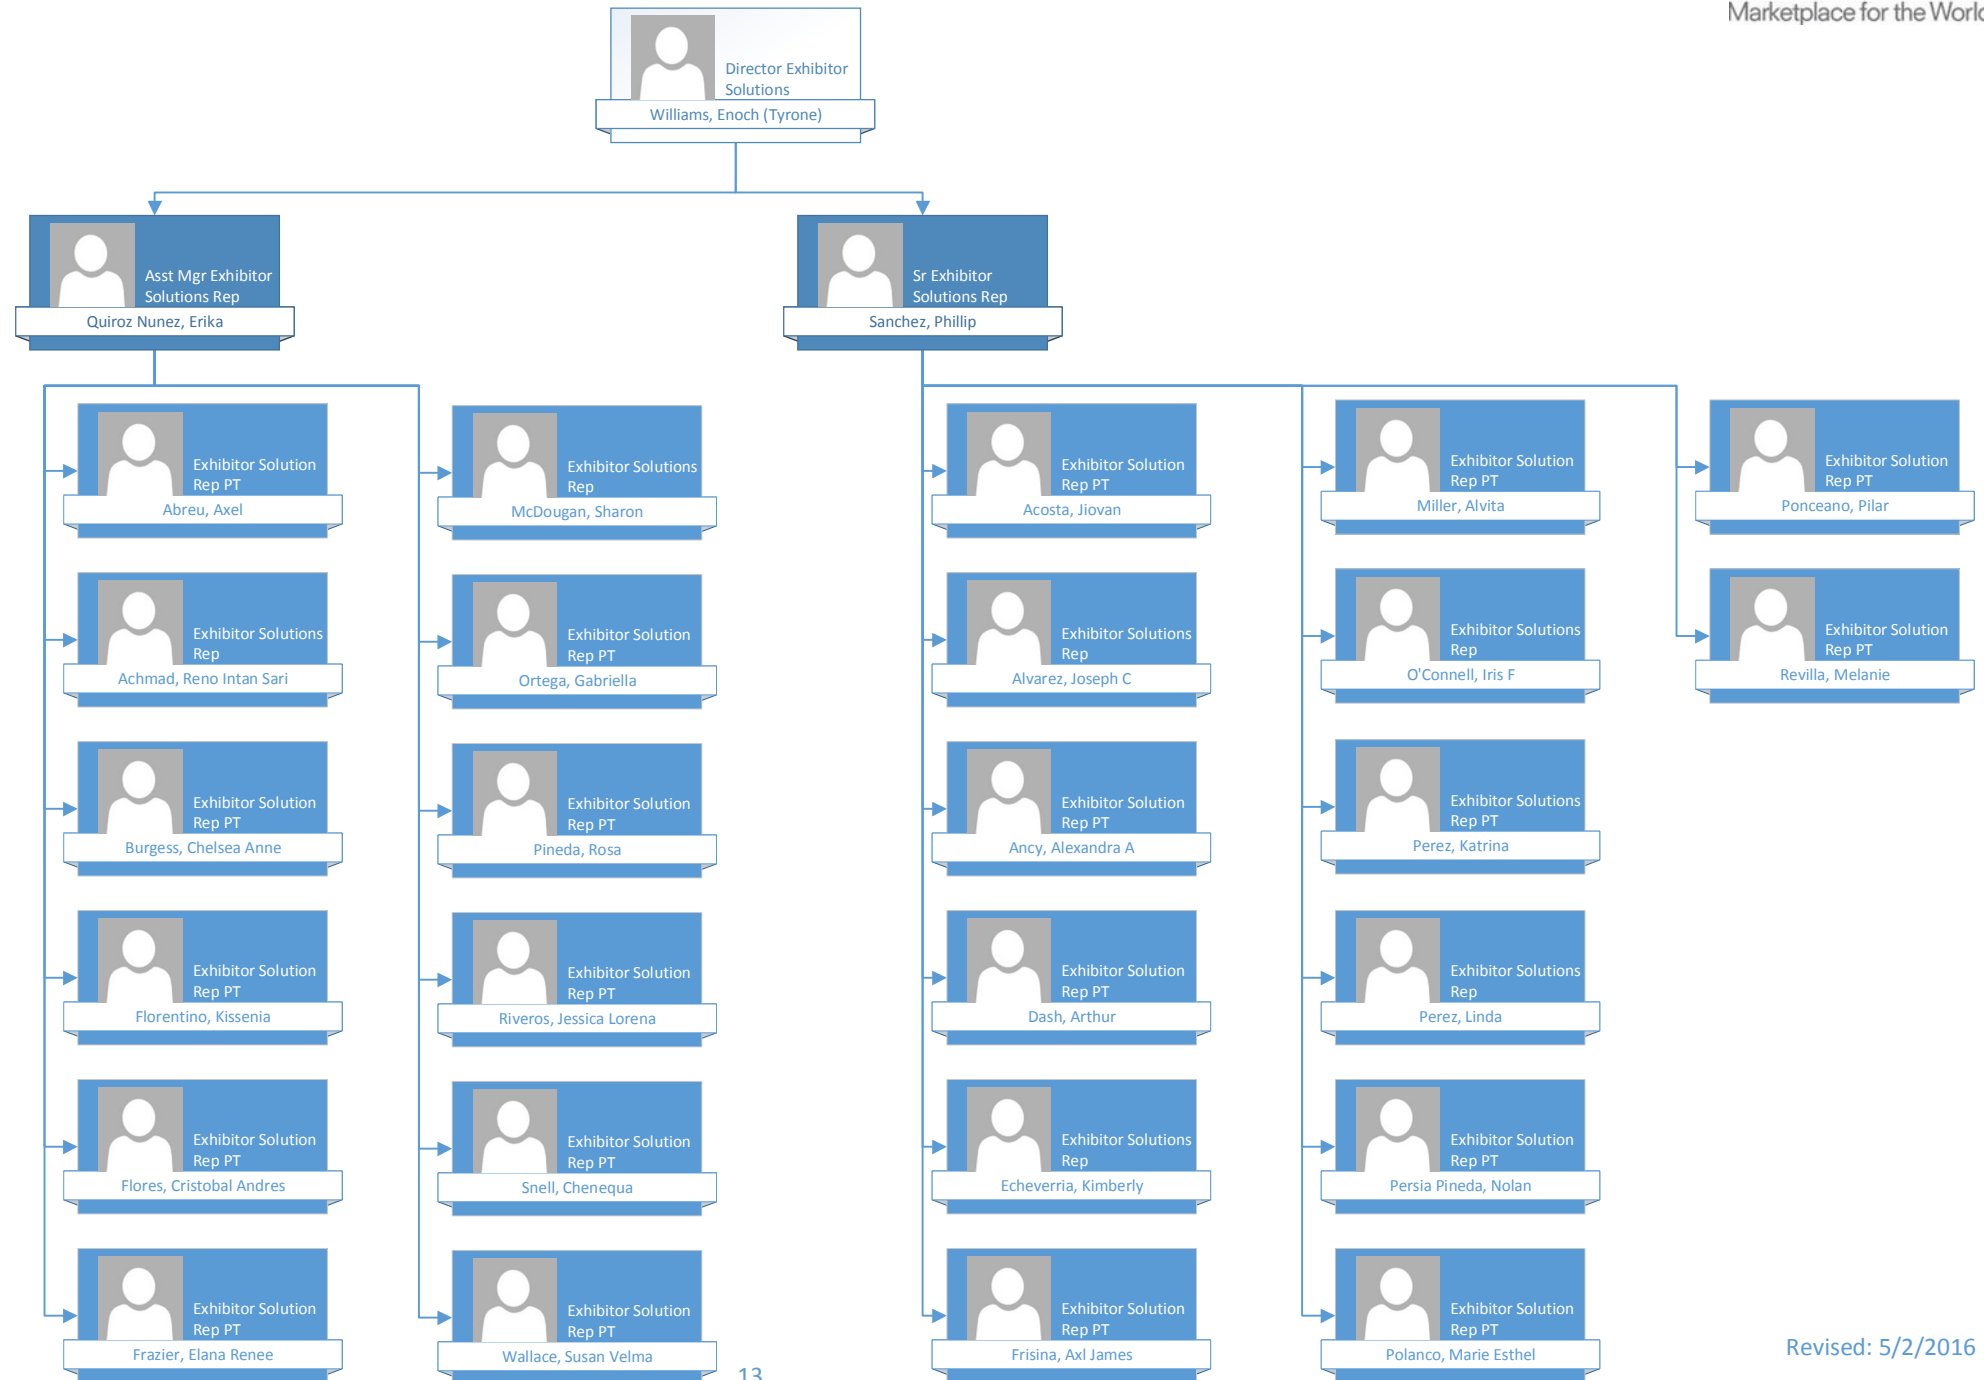 Marketplace for the World
Director Exhibitor
Solutions
Williams, Enoch (Tyrone)
Asst Mgr Exhibitor
Solutions Rep
Quiroz Nunez, Erika
Sr Exhibitor
Solutions Rep
Sanchez, Phillip
Exhibitor Solution
Rep PT
Abreu, Axel
Exhibitor Solutions
Rep
Achmad, Reno Intan Sari
Exhibitor Solution
Rep PT
Burgess, Chelsea Anne
Exhibitor Solution
Rep PT
Florentino, Kissenia
Exhibitor Solution
Rep PT
Flores, Cristobal Andres
Exhibitor Solution
Rep PT
Frazier, Elana Renee
Exhibitor Solutions
Rep
McDougan, Sharon
Exhibitor Solution
Rep PT
Ortega, Gabriella
Exhibitor Solution
Rep PT
Pineda, Rosa
Exhibitor Solution
Rep PT
Riveros, Jessica Lorena
Exhibitor Solution
Rep PT
Snell, Chenequa
Exhibitor Solution
Rep PT
Wallace, Susan Velma
Exhibitor Solution
Rep PT
Acosta, Jiovan
Exhibitor Solutions
Rep
Alvarez, Joseph C
Exhibitor Solution
Rep PT
Ancy, Alexandra A
Exhibitor Solution
Rep PT
Dash, Arthur
Exhibitor Solutions
Rep
Echeverria, Kimberly
Exhibitor Solution
Rep PT
Frisina, Axl James
Exhibitor Solution
Rep PT
Miller, Alvita
Exhibitor Solutions
Rep
O'Connell, Iris F
Exhibitor Solutions
Rep PT
Perez, Katrina
Exhibitor Solutions
Rep
Perez, Linda
Exhibitor Solution
Rep PT
Persia Pineda, Nolan
Exhibitor Solution
Rep PT
Polanco, Marie Esthel
Exhibitor Solution
Rep PT
Ponceano, Pilar
Exhibitor Solution
Rep PT
Revilla, Melanie
13
Revised: 5/2/2016